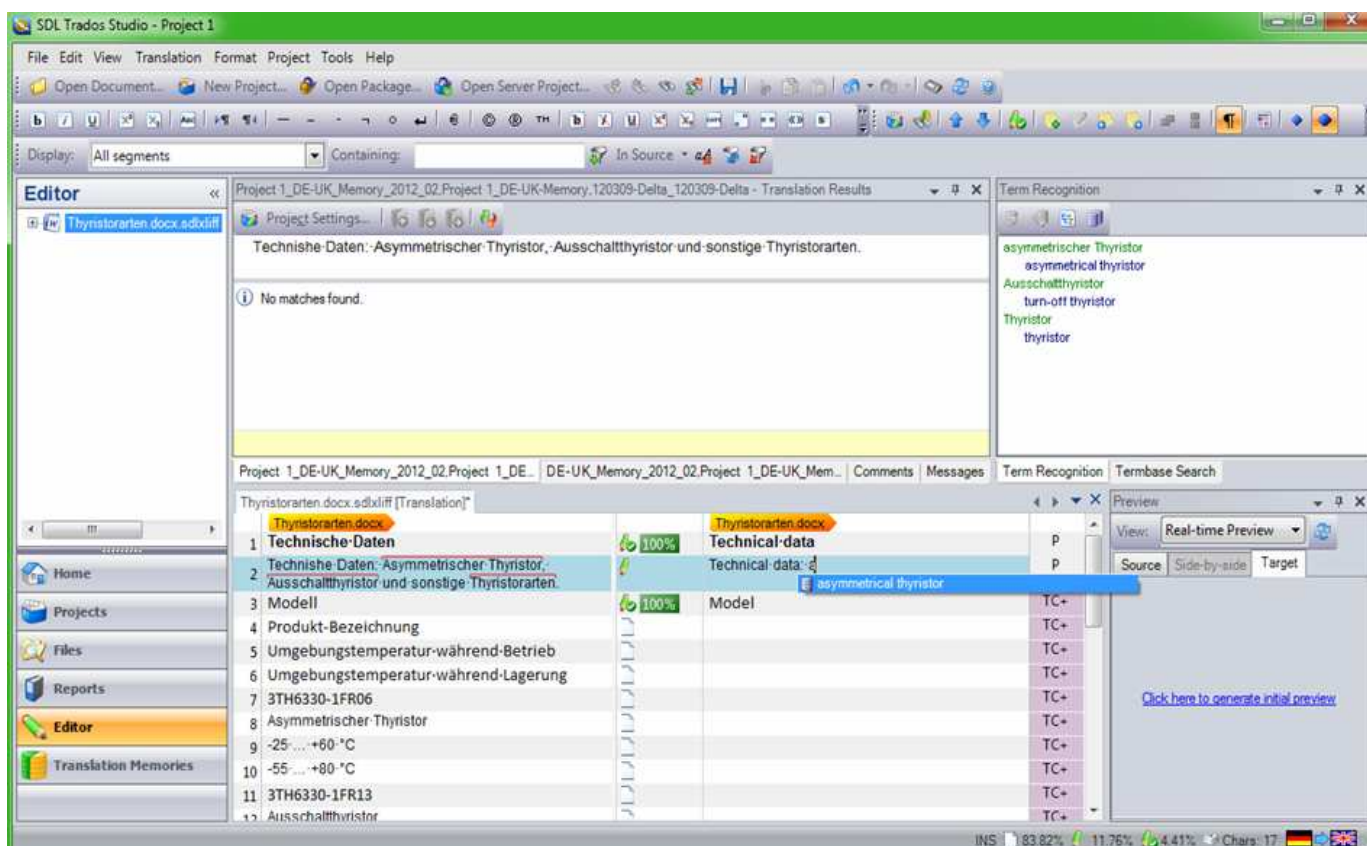 SDL Trados Studio - Project 1
File Edit View Translation Format Project Tools Help
Open Document... New Project... Open Package... Open Server Project...
Display: All segments Containing: In Source
Editor
Thyristorarten.docx.sdlxliff
Project 1_DE-UK_Memory_2012_02.Project 1_DE-UK-Memory,120309-Delta_120309-Delta - Translation Results
Project Settings...
Technishe·Daten:·Asymmetrischer·Thyristor,·Ausschaltthyristor·und·sonstige·Thyristorarten.
No matches found.
Term Recognition
asymmetrischer Thyristor
asymmetrical thyristor
Ausschaltthyristor
turn-off thyristor
Thyristor
thyristor
Project 1_DE-UK_Memory_2012_02.Project 1_DE... DE-UK_Memory_2012_02.Project 1_DE-UK_Mem... Comments Messages
Term Recognition Termbase Search
Thyristorarten.docx.sdlxliff [Translation]*
Thyristorarten.docx Thyristorarten.docx
1 Technische·Daten 100% Technical·data P
2 Technishe·Daten:·Asymmetrischer·Thyristor,· Technical·data:·a P
Ausschaltthyristor·und·sonstige·Thyristorarten.
asymmetrical thyristor
3 Modell 100% Model TC+
4 Produkt-Bezeichnung TC+
5 Umgebungstemperatur·während·Betrieb TC+
6 Umgebungstemperatur·während·Lagerung TC+
7 3TH6330-1FR06 TC+
8 Asymmetrischer·Thyristor TC+
9 -25·...·+60·°C TC+
10 -55·...·+80·°C TC+
11 3TH6330-1FR13 TC+
12 Ausschaltthyristor TC+
Preview
View: Real-time Preview
Source Side-by-side Target
Click here to generate initial preview
Home
Projects
Files
Reports
Editor
Translation Memories
INS 83.82% 11.76% 4.41% Chars: 17